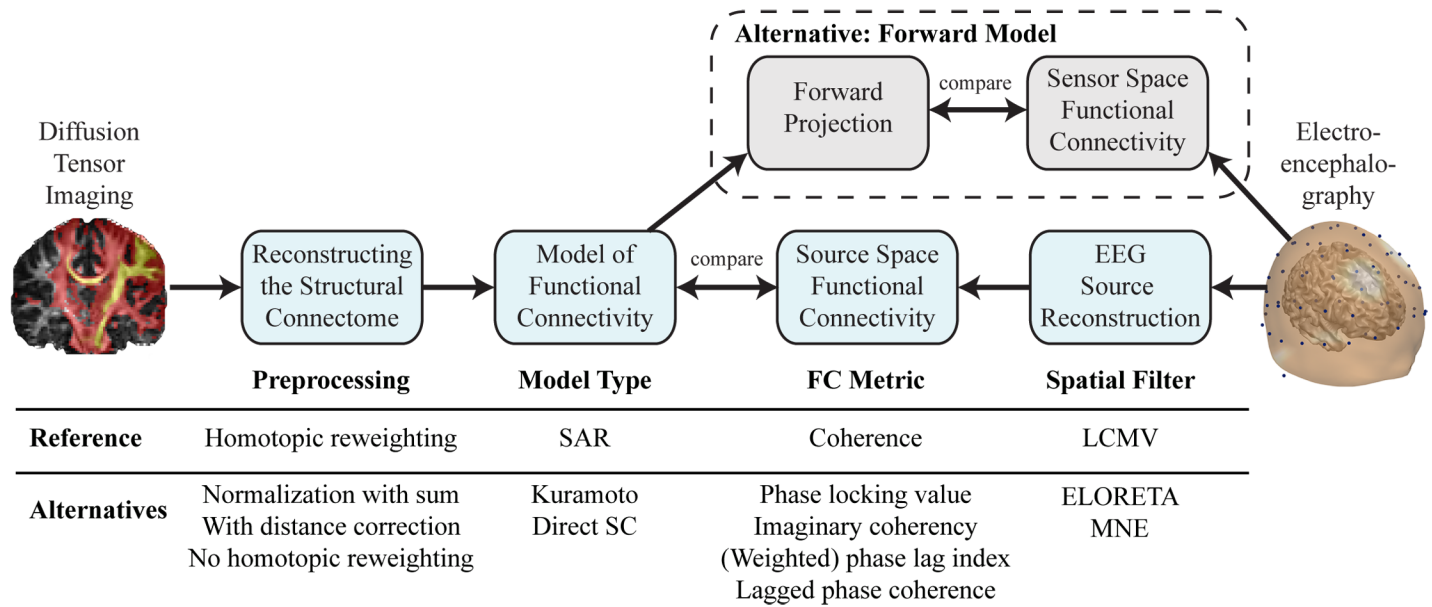 Alternative: Forward Model
Diffusion
Tensor
Imaging
Forward
Projection
compare
Sensor Space
Functional
Connectivity
Electro-
encephalo-
graphy
Reconstructing
the Structural
Connectome
Model of
Functional
Connectivity
compare
Source Space
Functional
Connectivity
EEG
Source
Reconstruction
Preprocessing Model Type FC Metric Spatial Filter
Reference Homotopic reweighting SAR Coherence LCMV
Alternatives Normalization with sum Kuramoto Phase locking value ELORETA
With distance correction Direct SC Imaginary coherency MNE
No homotopic reweighting (Weighted) phase lag index
Lagged phase coherence